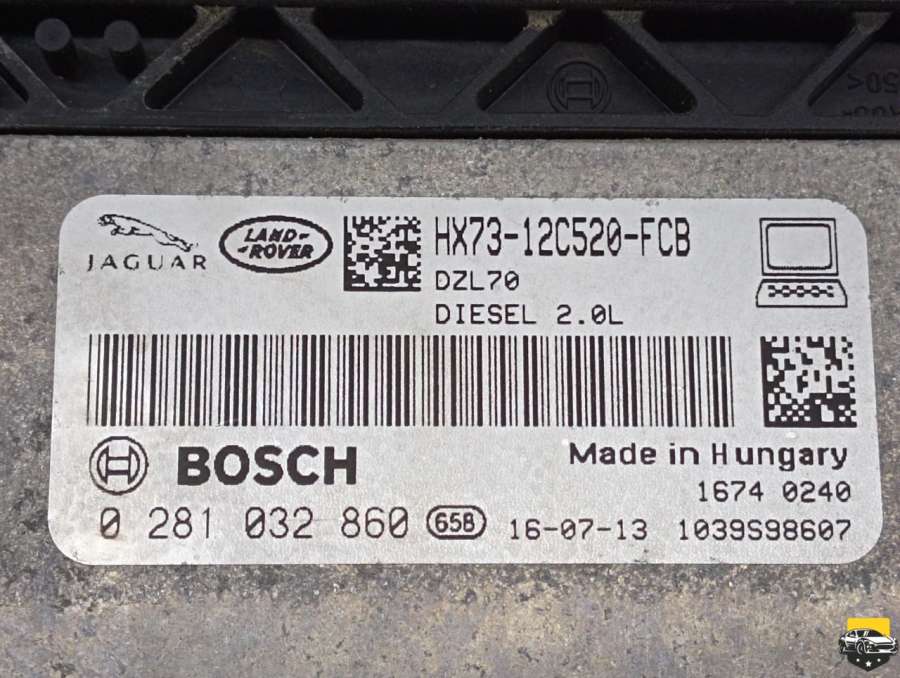 JAGUAR
LAND-
-ROVER
HX73-12C520-FCB
DZL70
DIESEL 2.0L
BOSCH
Made in Hungary
1674 0240
0 281 032 860 658 16-07-13 1039S98607